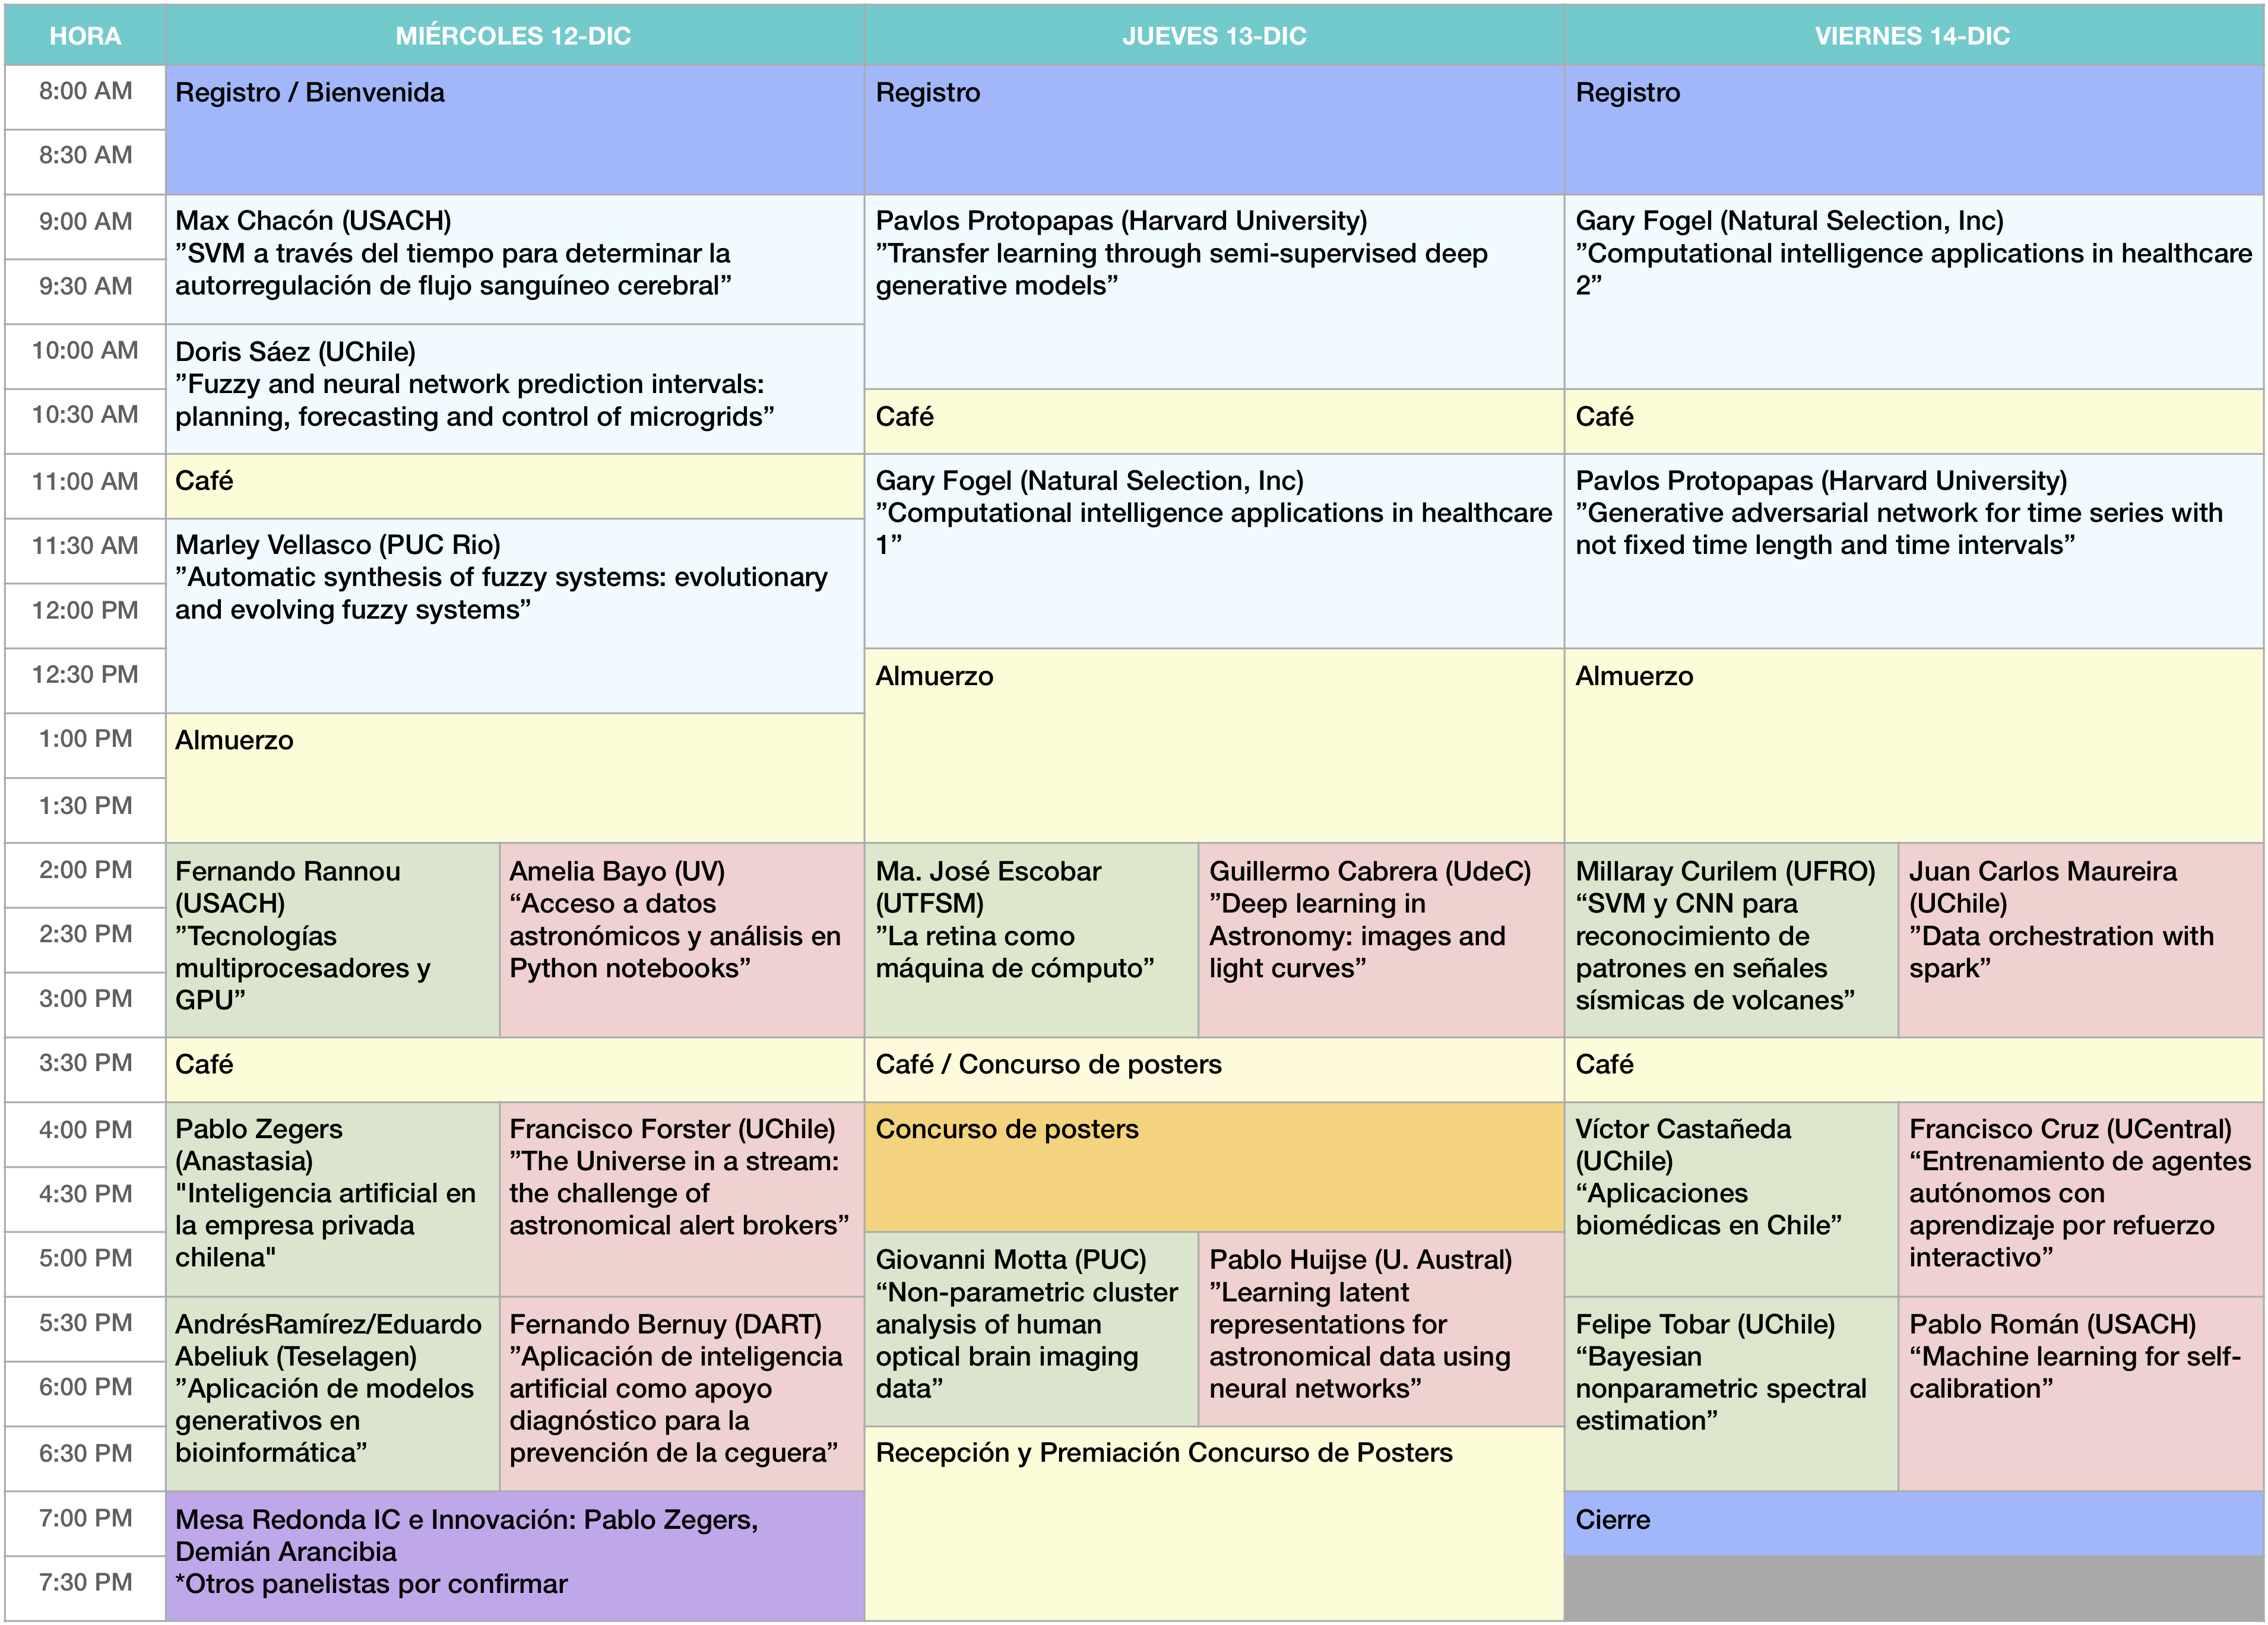 HORA
MIÉRCOLES 12-DIC
JUEVES 13-DIC
VIERNES 14-DIC
8:00 AM
Registro / Bienvenida
Registro
Registro
8:30 AM
9:00 AM
Max Chacón (USACH)
”SVM a través del tiempo para determinar la
autorregulación de flujo sanguíneo cerebral”
Pavlos Protopapas (Harvard University)
”Transfer learning through semi-supervised deep
generative models”
Gary Fogel (Natural Selection, Inc)
”Computational intelligence applications in healthcare
2”
9:30 AM
10:00 AM
Doris Sáez (UChile)
”Fuzzy and neural network prediction intervals:
planning, forecasting and control of microgrids”
10:30 AM
Café
Café
11:00 AM
Café
Gary Fogel (Natural Selection, Inc)
”Computational intelligence applications in healthcare
1”
Pavlos Protopapas (Harvard University)
”Generative adversarial network for time series with
not fixed time length and time intervals”
11:30 AM
Marley Vellasco (PUC Rio)
”Automatic synthesis of fuzzy systems: evolutionary
and evolving fuzzy systems”
12:00 PM
12:30 PM
Almuerzo
Almuerzo
1:00 PM
Almuerzo
1:30 PM
2:00 PM
Fernando Rannou
(USACH)
”Tecnologías
multiprocesadores y
GPU”
Amelia Bayo (UV)
“Acceso a datos
astronómicos y análisis en
Python notebooks”
Ma. José Escobar
(UTFSM)
”La retina como
máquina de cómputo”
Guillermo Cabrera (UdeC)
”Deep learning in
Astronomy: images and
light curves”
Millaray Curilem (UFRO)
“SVM y CNN para
reconocimiento de
patrones en señales
sísmicas de volcanes”
Juan Carlos Maureira
(UChile)
”Data orchestration with
spark”
2:30 PM
3:00 PM
3:30 PM
Café
Café / Concurso de posters
Café
4:00 PM
Pablo Zegers
(Anastasia)
"Inteligencia artificial en
la empresa privada
chilena"
Francisco Forster (UChile)
”The Universe in a stream:
the challenge of
astronomical alert brokers”
Concurso de posters
Víctor Castañeda
(UChile)
“Aplicaciones
biomédicas en Chile”
Francisco Cruz (UCentral)
“Entrenamiento de agentes
autónomos con
aprendizaje por refuerzo
interactivo”
4:30 PM
5:00 PM
Giovanni Motta (PUC)
“Non-parametric cluster
analysis of human
optical brain imaging
data”
Pablo Huijse (U. Austral)
”Learning latent
representations for
astronomical data using
neural networks”
5:30 PM
AndrésRamírez/Eduardo
Abeliuk (Teselagen)
”Aplicación de modelos
generativos en
bioinformática”
Fernando Bernuy (DART)
”Aplicación de inteligencia
artificial como apoyo
diagnóstico para la
prevención de la ceguera”
Felipe Tobar (UChile)
“Bayesian
nonparametric spectral
estimation”
Pablo Román (USACH)
“Machine learning for self-
calibration”
6:00 PM
6:30 PM
Recepción y Premiación Concurso de Posters
7:00 PM
Mesa Redonda IC e Innovación: Pablo Zegers,
Demián Arancibia
*Otros panelistas por confirmar
Cierre
7:30 PM